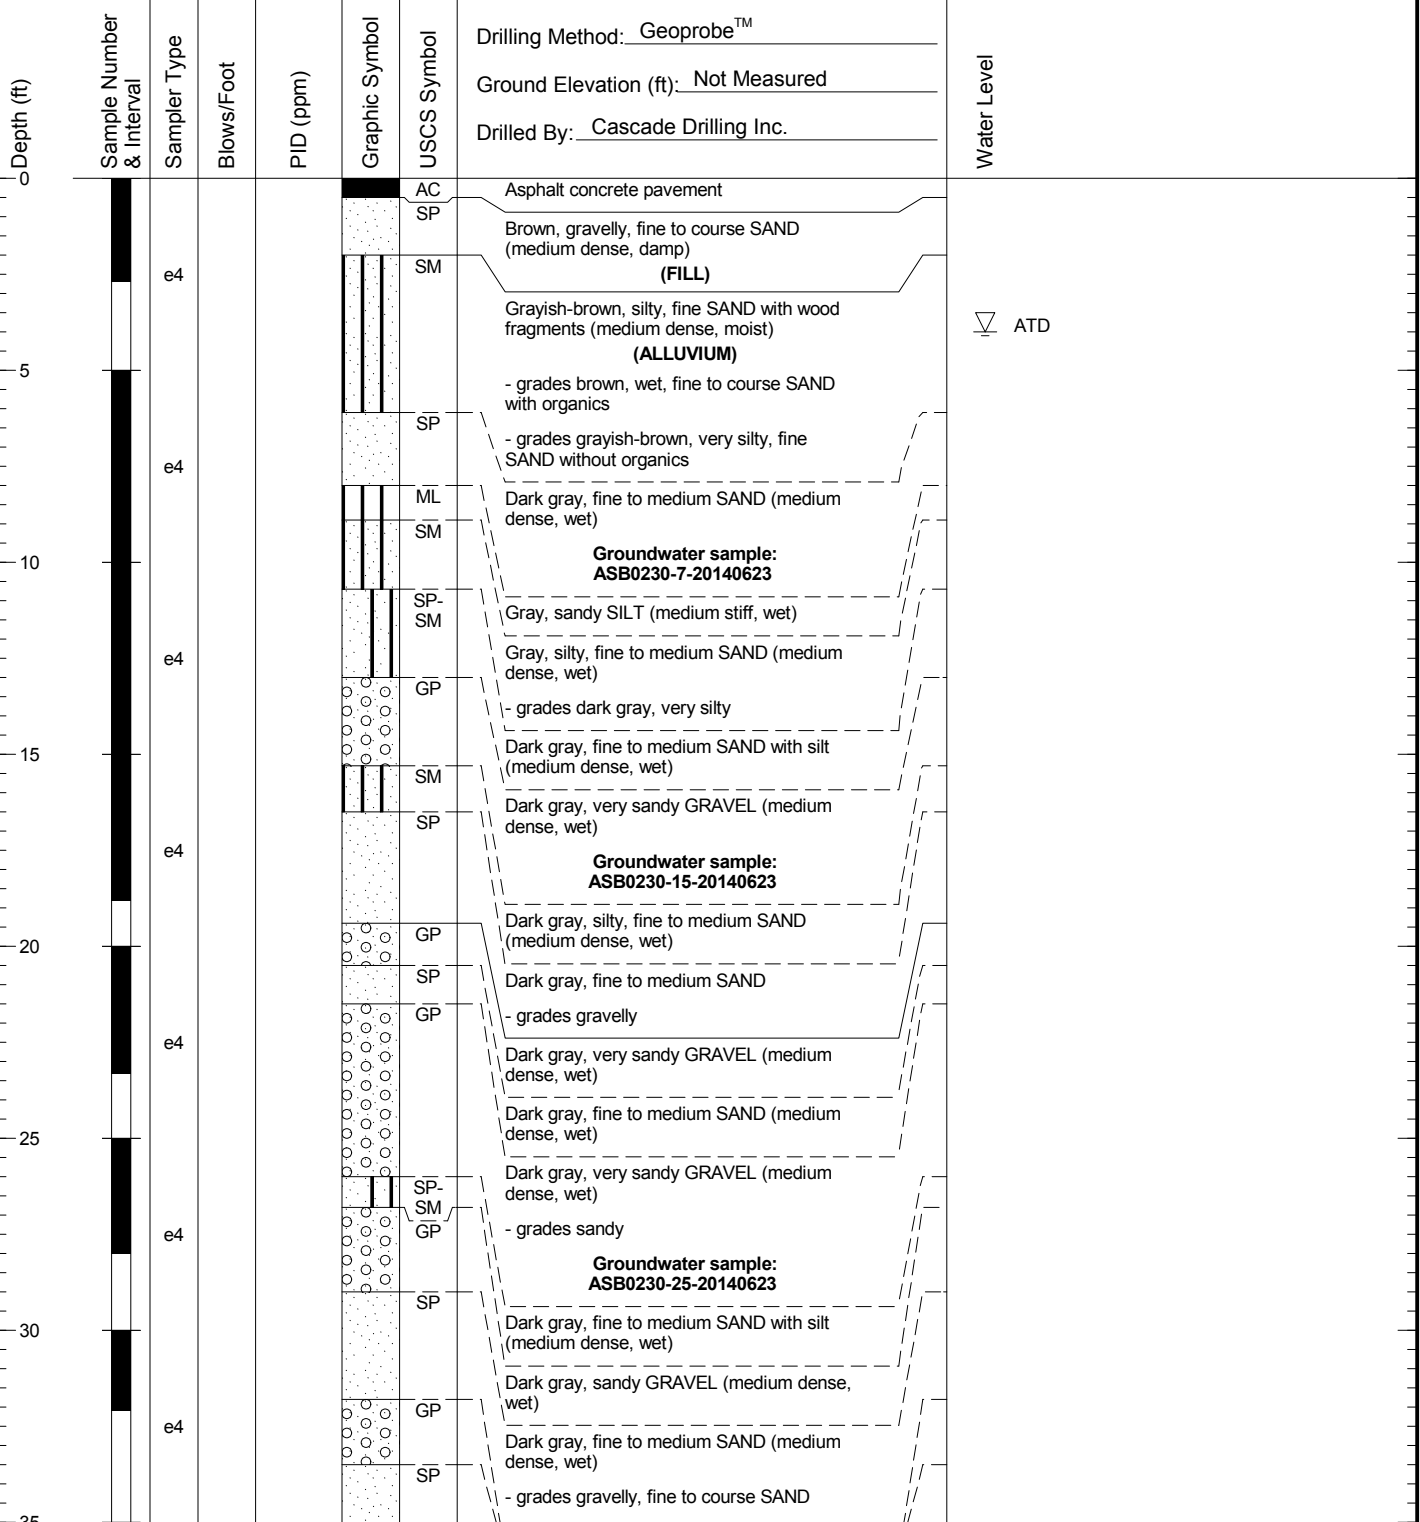 Depth (ft)
Sample Number
& Interval
Sampler Type
Blows/Foot
PID (ppm)
Graphic Symbol
USCS Symbol
Drilling Method: Geoprobe™
Ground Elevation (ft): Not Measured
Drilled By: Cascade Drilling Inc.
Water Level
0
AC
Asphalt concrete pavement
SP
Brown, gravelly, fine to course SAND
(medium dense, damp)
(FILL)
SM
e4
Grayish-brown, silty, fine SAND with wood
fragments (medium dense, moist)
(ALLUVIUM)
ATD
5
- grades brown, wet, fine to course SAND
with organics
SP
- grades grayish-brown, very silty, fine
SAND without organics
e4
ML
Dark gray, fine to medium SAND (medium
dense, wet)
SM
Groundwater sample:
ASB0230-7-20140623
10
SP-
SM
Gray, sandy SILT (medium stiff, wet)
e4
Gray, silty, fine to medium SAND (medium
dense, wet)
GP
- grades dark gray, very silty
15
Dark gray, fine to medium SAND with silt
(medium dense, wet)
SM
Dark gray, very sandy GRAVEL (medium
dense, wet)
SP
e4
Groundwater sample:
ASB0230-15-20140623
GP
Dark gray, silty, fine to medium SAND
(medium dense, wet)
20
SP
Dark gray, fine to medium SAND
GP
- grades gravelly
e4
Dark gray, very sandy GRAVEL (medium
dense, wet)
Dark gray, fine to medium SAND (medium
dense, wet)
25
Dark gray, very sandy GRAVEL (medium
dense, wet)
SP-
SM
GP
- grades sandy
e4
Groundwater sample:
ASB0230-25-20140623
SP
30
Dark gray, fine to medium SAND with silt
(medium dense, wet)
Dark gray, sandy GRAVEL (medium dense,
wet)
GP
e4
Dark gray, fine to medium SAND (medium
dense, wet)
SP
- grades gravelly, fine to course SAND
35